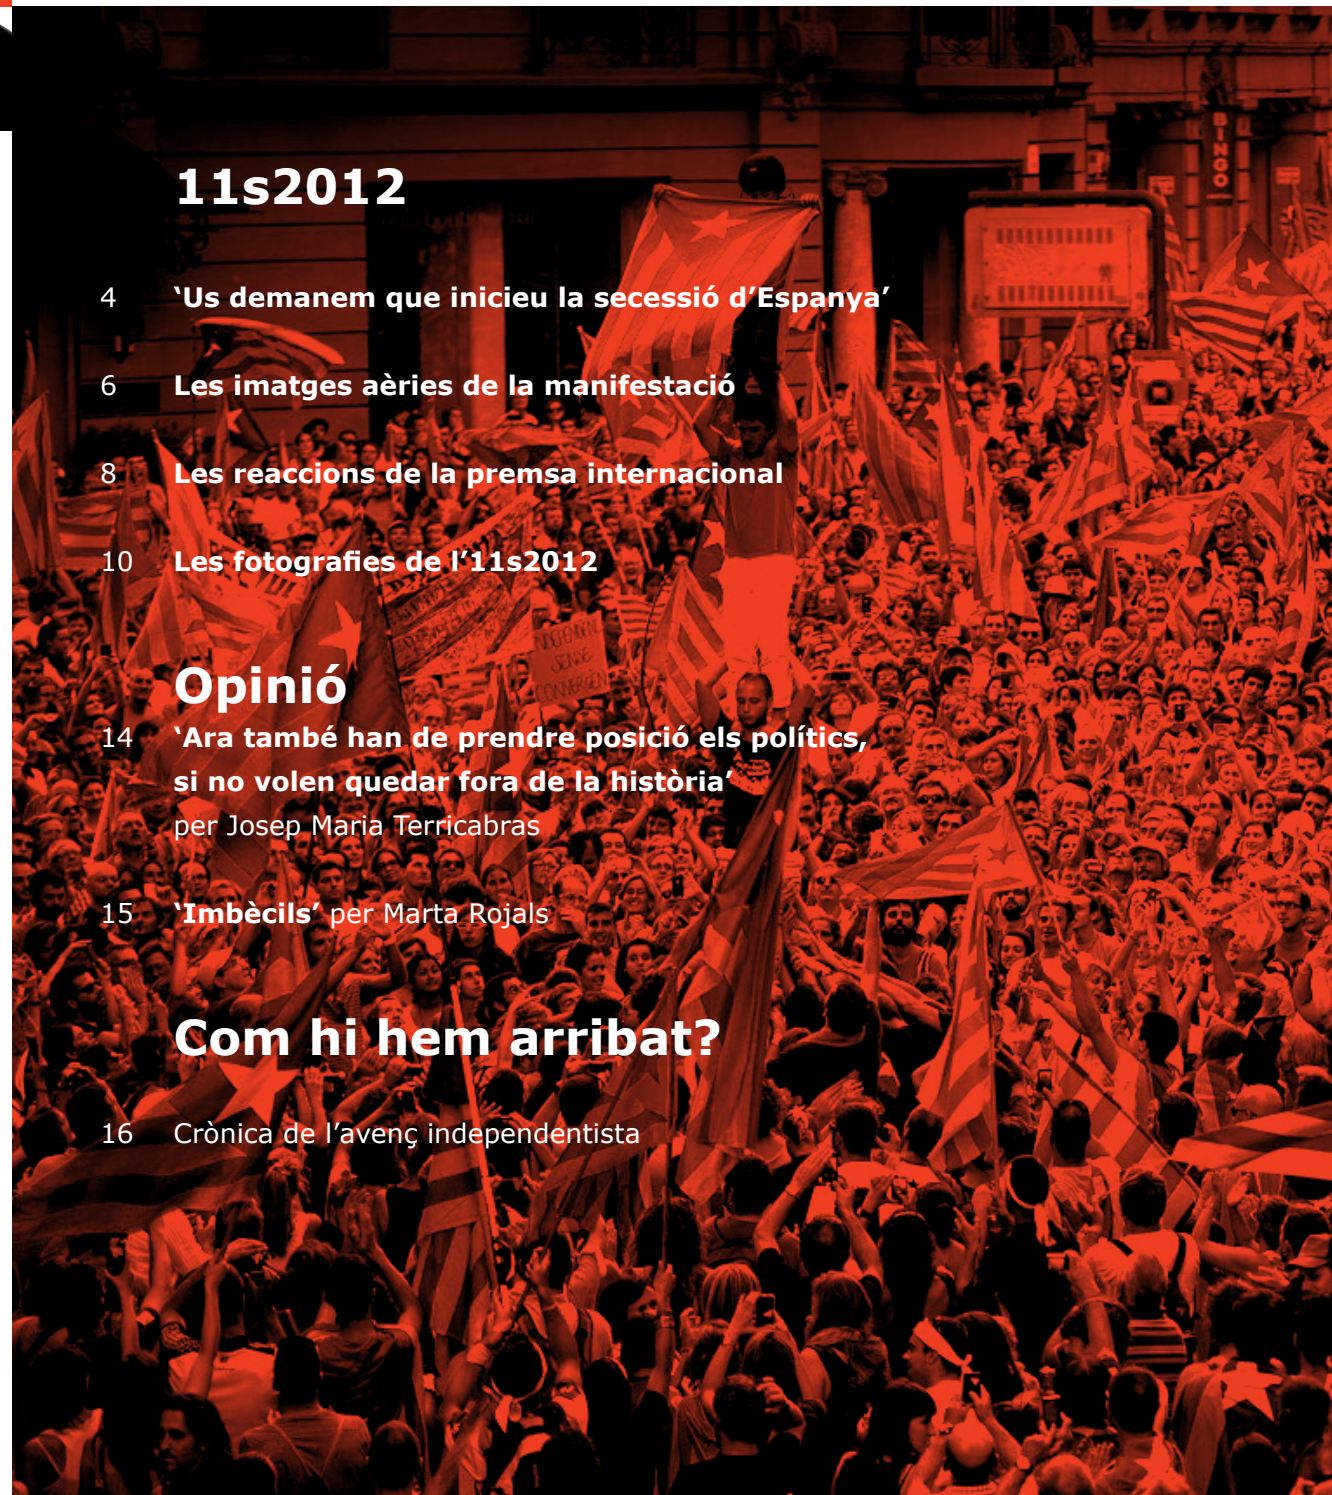 11s2012
4 ‘Us demanem que inicieu la secessió d’Espanya’
6 Les imatges aèries de la manifestació
8 Les reaccions de la premsa internacional
10 Les fotografies de l’11s2012
Opinió
14 ‘Ara també han de prendre posició els polítics,
si no volen quedar fora de la història’
per Josep Maria Terricabras
15 ‘Imbècils’ per Marta Rojals
Com hi hem arribat?
16 Crònica de l’avenç independentista
BINGO
SENSE